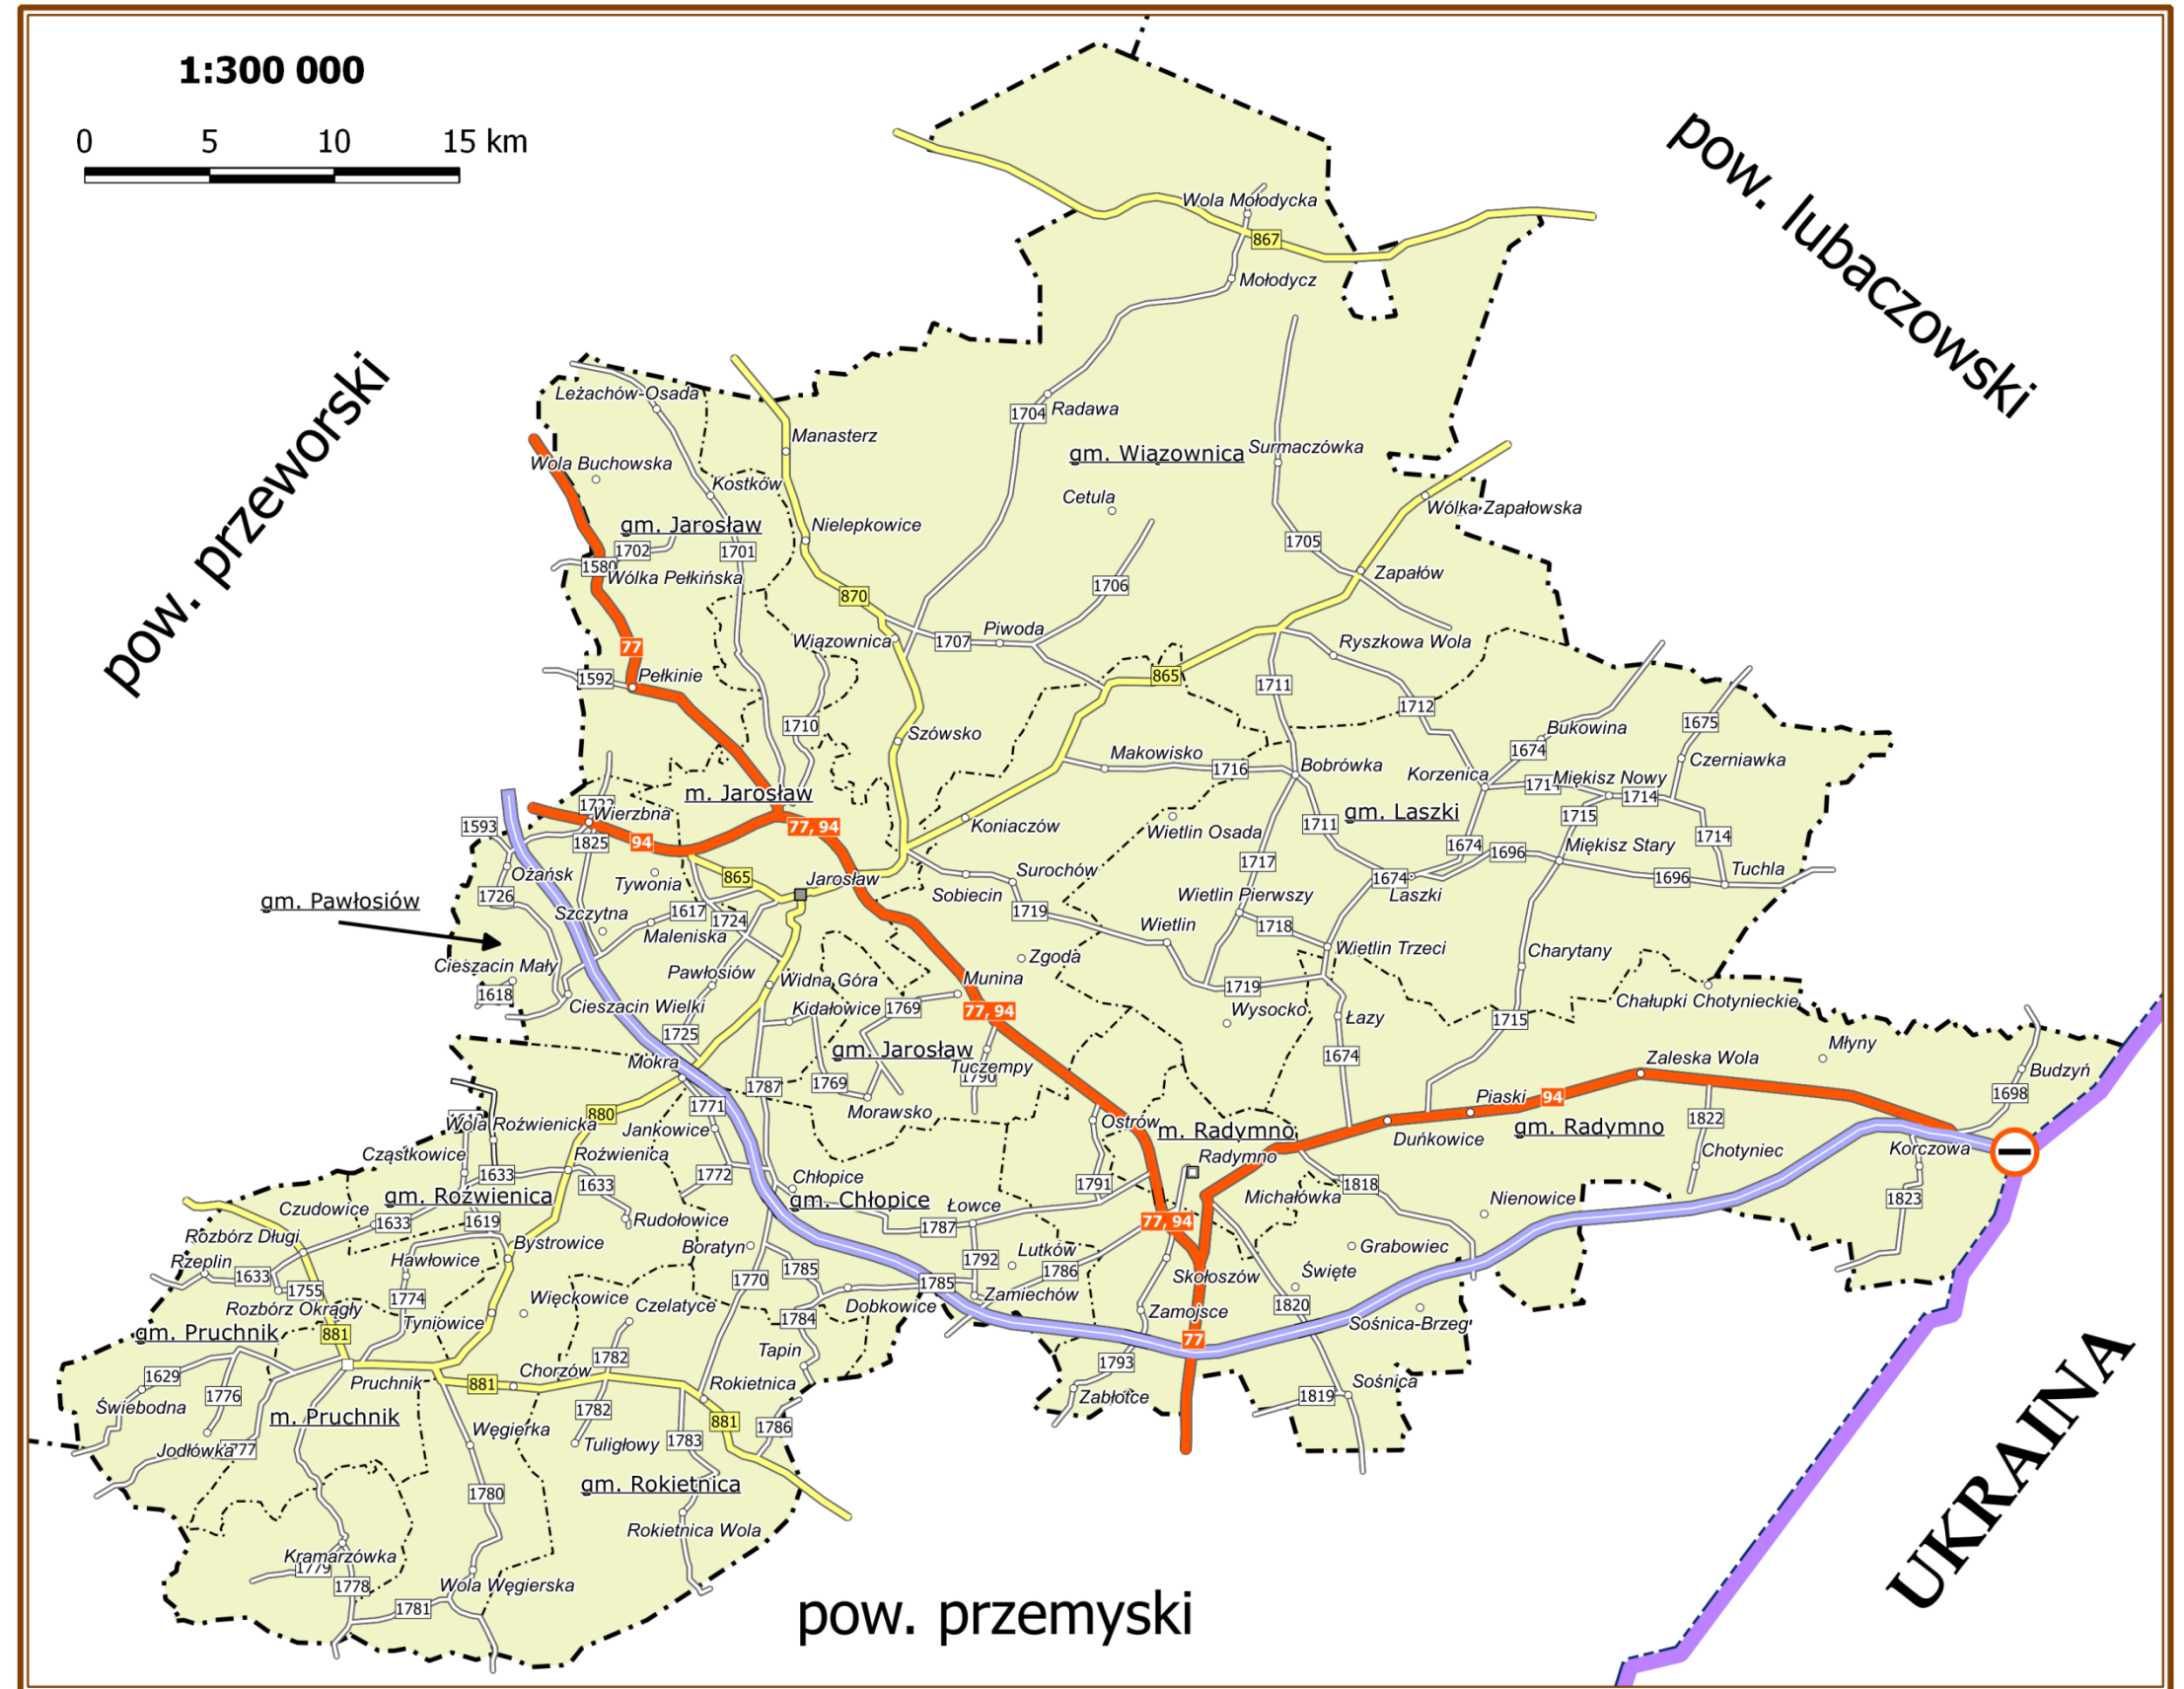 1:300 000
0 5 10 15 km
pow. przeworski
pow. lubaczowski
pow. przemyski
UKRAINA
Wola Mołodycka
867
Mołodycz
Leżachów-Osada
1704 Radawa
Manasterz
gm. Wiązownica Surmaczówka
Wola Buchowska
Kostków
Cetula
Wólka Zapałowska
gm. Jarosław
Nielepkowice
1702
1701
1705
1580
Wólka Pełkińska
Zapałów
870
1706
Wiązownica
1707
Piwoda
77
Ryszkowa Wola
1592
Pełkinie
865
1711
1712
1710
Szówsko
Bukowina
1675
1674
Makowisko
1716
Bobrówka
Korzenica
1714
Miękisz Nowy
Czerniawka
m. Jarosław
1714
Wierzbna
gm. Laszki
1715
1593
77, 94
Koniaczów
Wietlin Osada
1711
1714
94
1825
1674
1696
Miękisz Stary
Ożańsk
865
Jarosław
Surochów
1717
Tuchla
Tywonia
1674
1696
gm. Pawłosiów
1726
Sobiecin
Wietlin Pierwszy
Laszki
Szczytna
1617
1724
1719
Wietlin
1718
Maleniska
Wietlin Trzeci
Zgoda
Charytany
Cieszacin Mały
Pawłosiów
Widna Góra
Munina
1618
1719
Chałupki Chotynieckie
Cieszacin Wielki
Kidałowice
1769
77, 94
Wysocko
Łazy
1715
1725
gm. Jarosław
Młyny
Mokra
1674
Zaleska Wola
Tuczempy
1790
Budzyń
1787
1769
1698
Piaski
94
880
1771
Morawsko
Wola Roźwienicka
Jankowice
Ostrów
m. Radymno
Duńkowice
gm. Radymno
1822
Cząstkowice
Roźwienica
Radymno
Chotyniec
Korczowa
1633
1633
1772
Chłopice
1791
1818
gm. Roźwienica
gm. Chłopice
Michałówka
Nienowice
1823
Czudowice
1633
1619
Rudołowice
1787
Łowce
77, 94
Rozbórz Długi
Bystrowice
Boratyn
Grabowiec
Rzeplin
Hawłowice
Lutków
1633
1755
1785
1792
1786
Skołoszów
Święte
1770
1785
Rozbórz Okrągły
1774
Więckowice
Czelatyce
Dobkowice
Zamiechów
1820
Tyniowice
1784
Zamojsce
gm. Pruchnik
881
Sośnica-Brzeg
77
Tapin
1782
1793
1629
Chorzów
Świebodna
1776
Pruchnik
881
Rokietnica
Zabłotce
1819
Sośnica
m. Pruchnik
1782
881
Węgierka
1786
Jodłówka
Tuligłowy
1783
gm. Rokietnica
1780
Rokietnica Wola
Kramarzówka
1779
1778
Wola Węgierska
1781